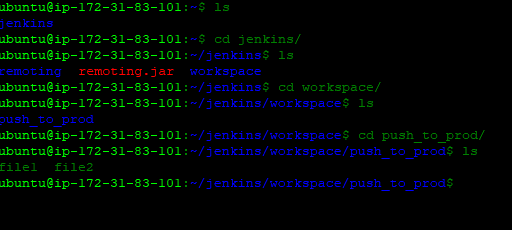 ubuntu@ip-172-31-83-101:~$ ls
jenkins
ubuntu@ip-172-31-83-101:~$ cd jenkins/
ubuntu@ip-172-31-83-101:~/jenkins$ ls
remoting  remoting.jar  workspace
ubuntu@ip-172-31-83-101:~/jenkins$ cd workspace/
ubuntu@ip-172-31-83-101:~/jenkins/workspace$ ls
push_to_prod
ubuntu@ip-172-31-83-101:~/jenkins/workspace$ cd push_to_prod/
ubuntu@ip-172-31-83-101:~/jenkins/workspace/push_to_prod$ ls
file1  file2
ubuntu@ip-172-31-83-101:~/jenkins/workspace/push_to_prod$